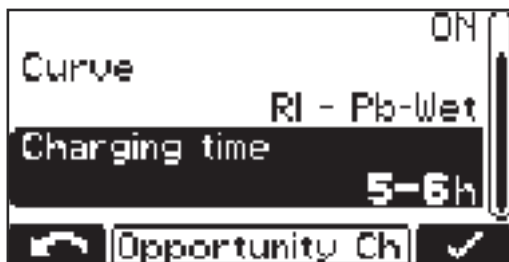 ON
Curve
RI - Pb-Wet
Charging time
5-6h
Opportunity Ch